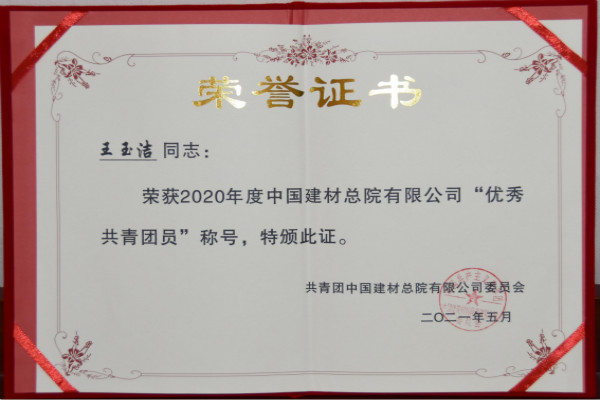 荣誉证书
王玉洁 同志：
荣获2020年度中国建材总院有限公司“优秀
共青团员”称号，特颁此证。
共青团中国建材总院有限公司委员会
二〇二一年五月